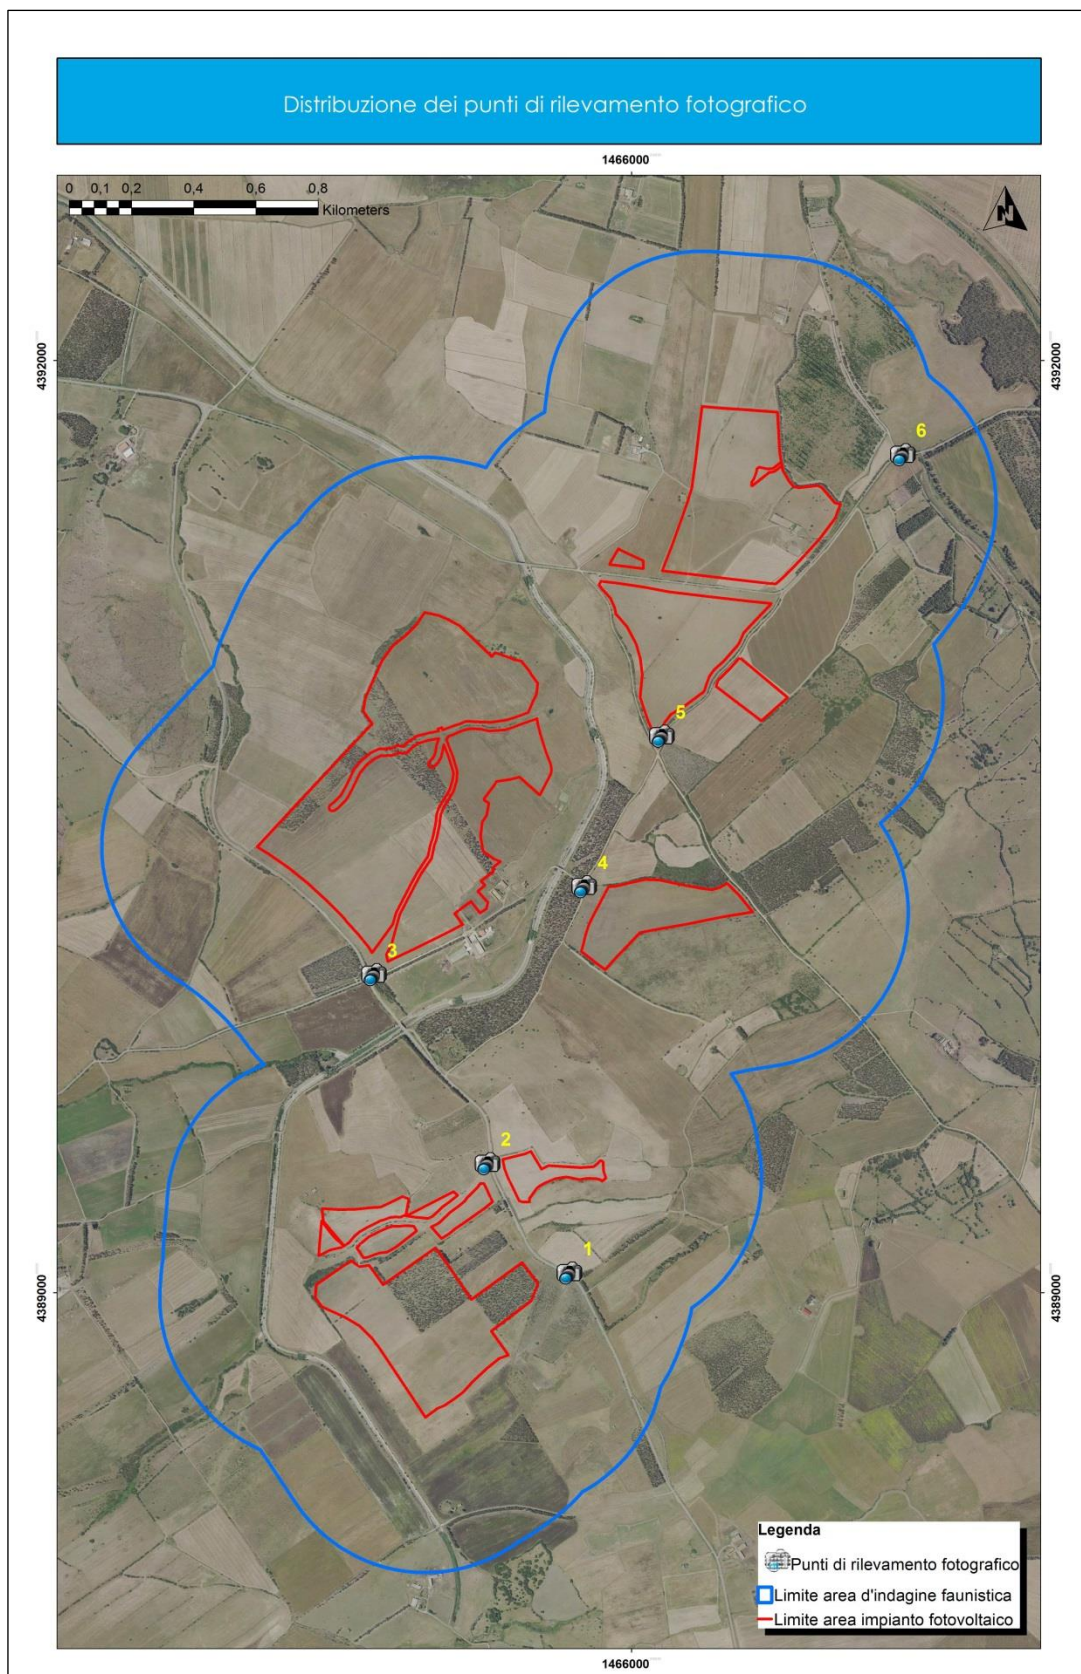 Distribuzione dei punti di rilevamento fotografico
1466000
0 0,1 0,2 0,4 0,6 0,8
Kilometers
N
4392000
4392000
6
5
4
3
2
1
4389000
4389000
Legenda
Punti di rilevamento fotografico
Limite area d'indagine faunistica
Limite area impianto fotovoltaico
1466000